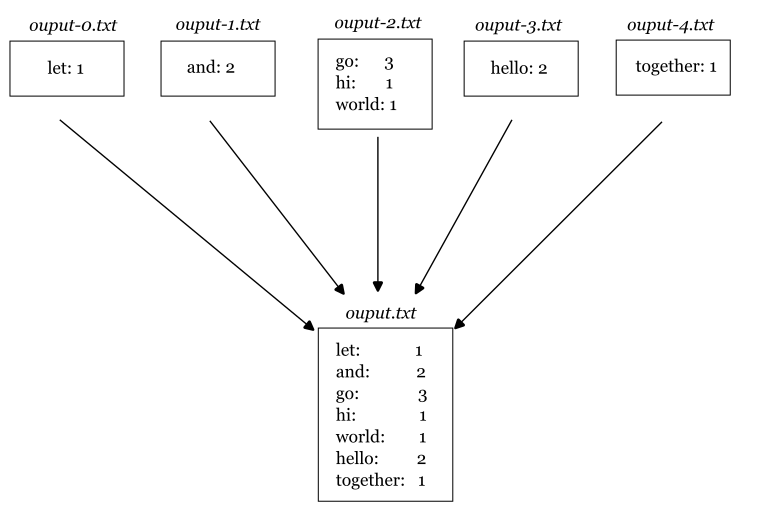 ouput-0.txt
let: 1
ouput-1.txt
and: 2
ouput-2.txt
go: 3
hi: 1
world: 1
ouput-3.txt
hello: 2
ouput-4.txt
together: 1
ouput.txt
let: 1
and: 2
go: 3
hi: 1
world: 1
hello: 2
together: 1